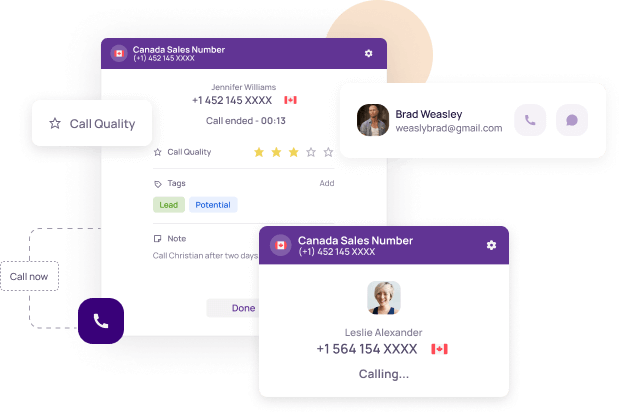 Canada Sales Number
(+1) 452 145 XXXX
Jennifer Williams
+1 452 145 XXXX
Call ended - 00:13
Call Quality
Call Quality
Tags
Add
Lead
Potential
Note
Call Christian after two days.
Done
Brad Weasley
weaslybrad@gmail.com
Call now
Canada Sales Number
(+1) 452 145 XXXX
Leslie Alexander
+1 564 154 XXXX
Calling...